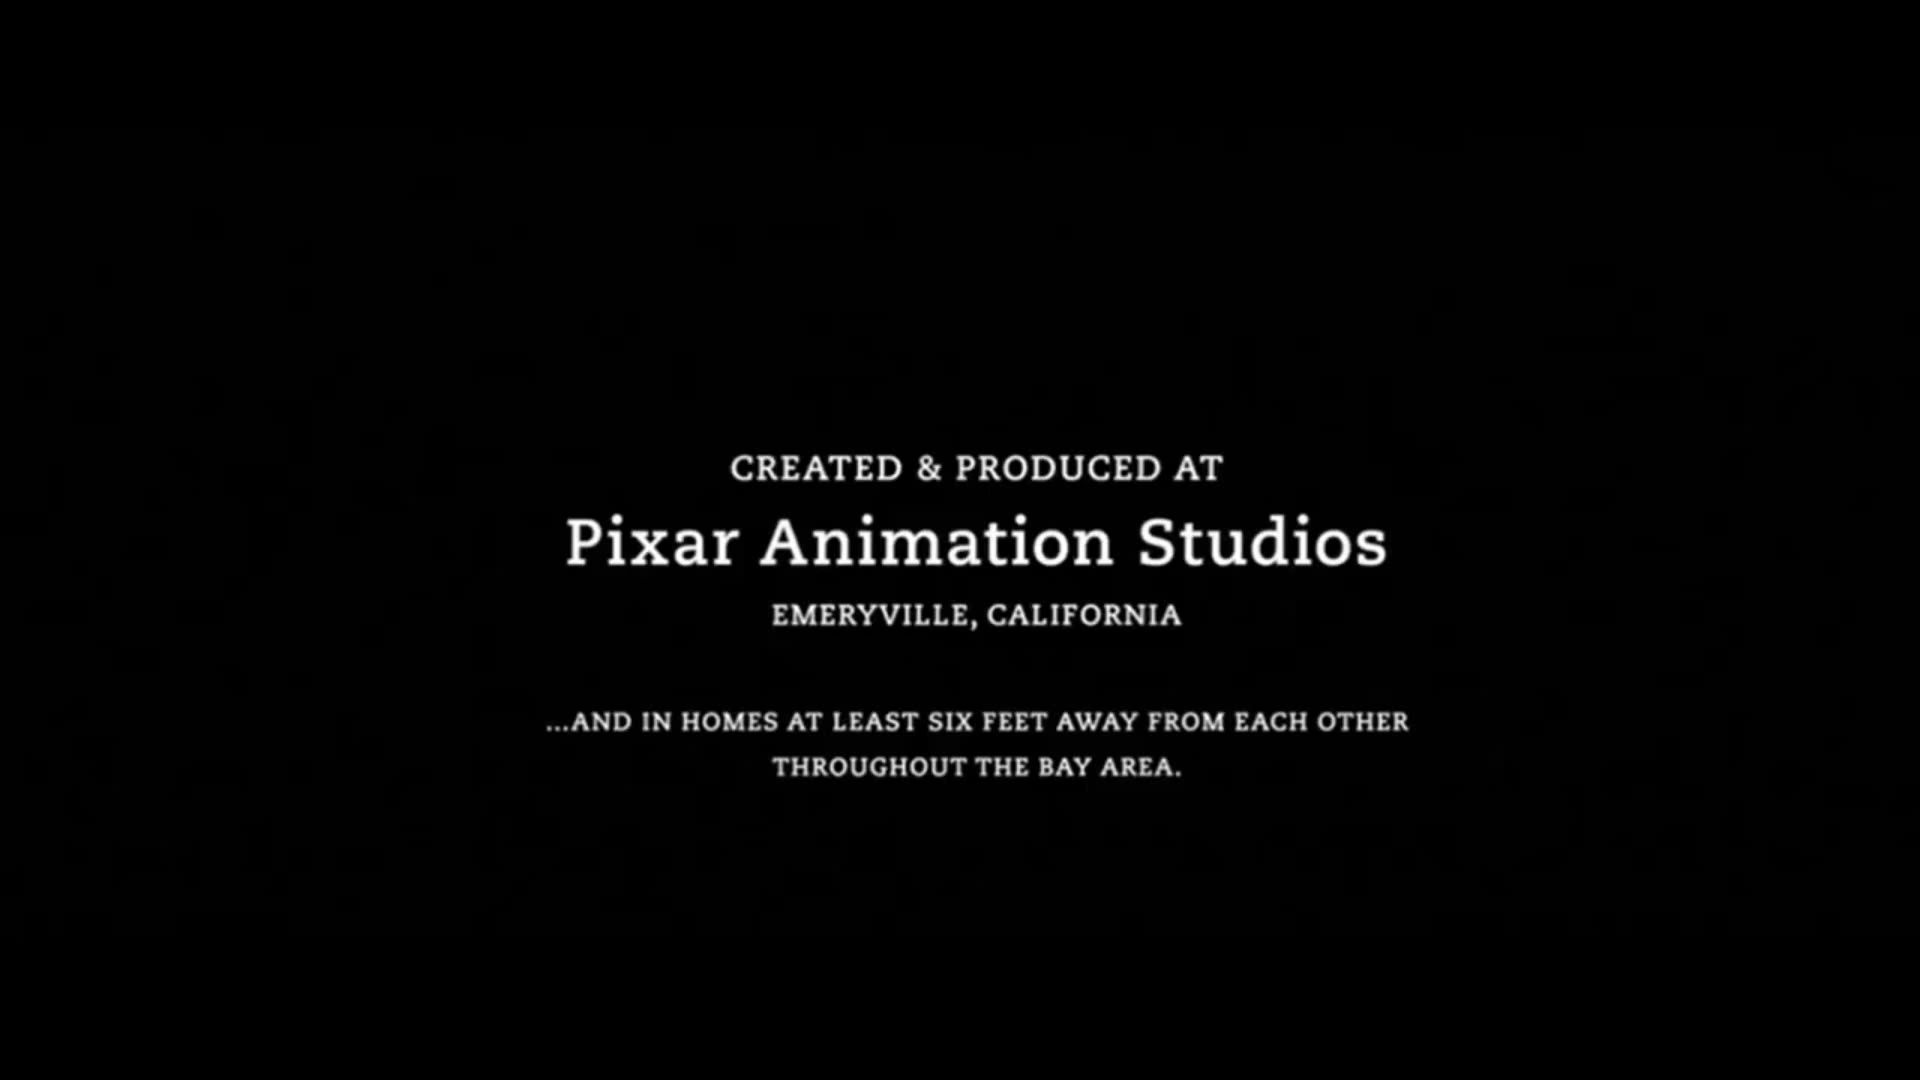 CREATED & PRODUCED AT
Pixar Animation Studios
EMERYVILLE, CALIFORNIA
...AND IN HOMES AT LEAST SIX FEET AWAY FROM EACH OTHER
THROUGHOUT THE BAY AREA.